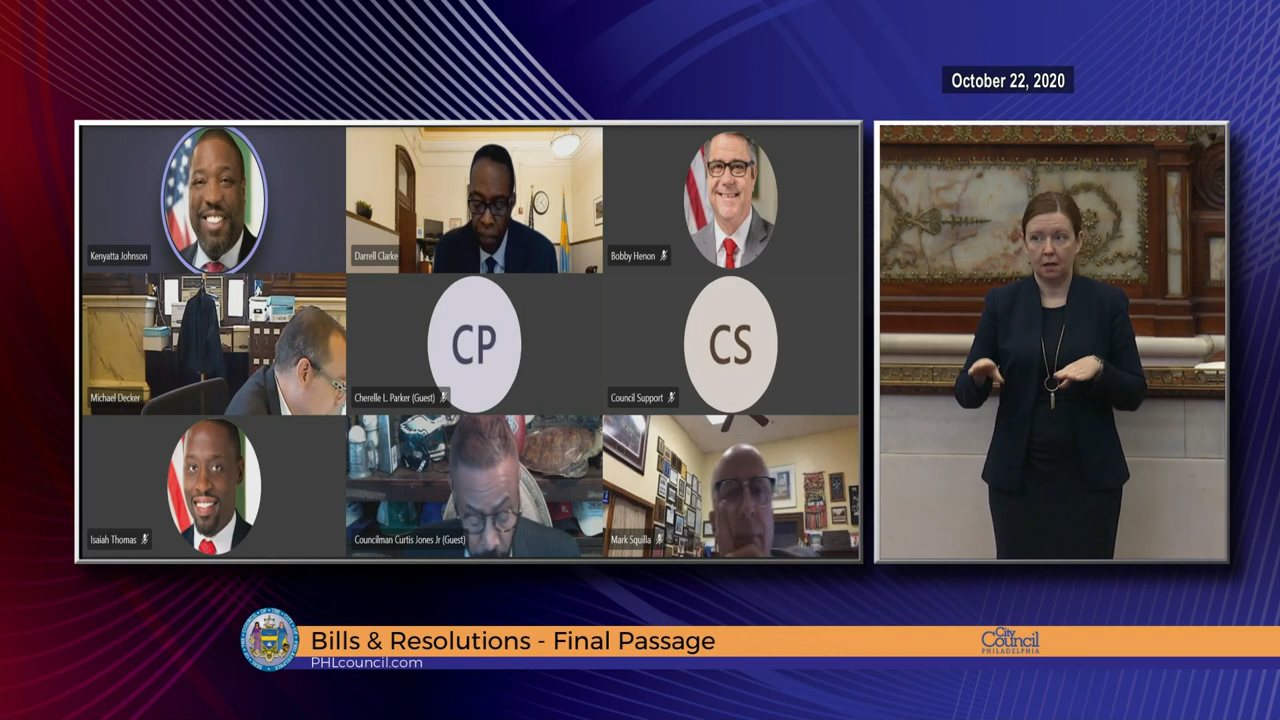 October 22, 2020
Kenyatta Johnson
Darrell Clarke
Bobby Henon
Michael Decker
CP
Cherelle L. Parker (Guest)
CS
Council Support
Isaiah Thomas
Councilman Curtis Jones Jr (Guest)
Mark Squilla
Bills & Resolutions - Final Passage
PHLcouncil.com
City
Council
PHILADELPHIA